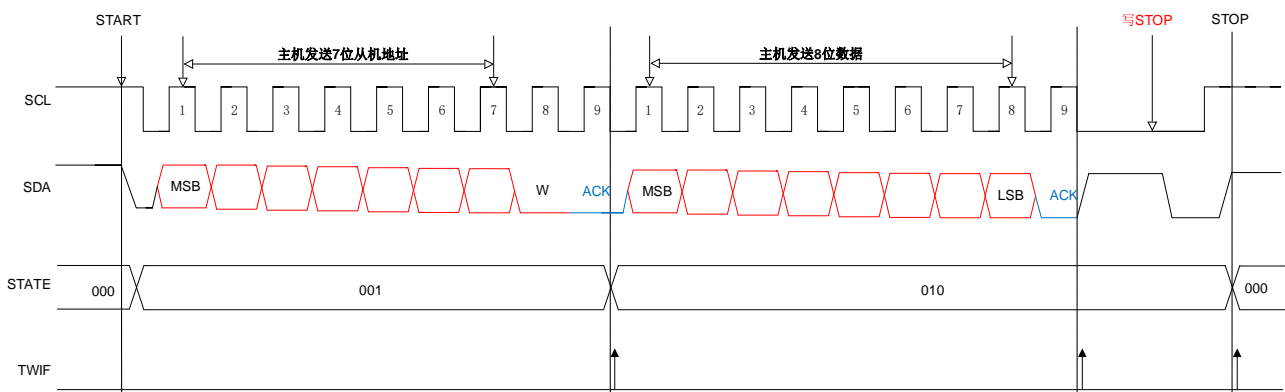 START 写STOP STOP
主机发送7位从机地址 主机发送8位数据
SCL 1 2 3 4 5 6 7 8 9 1 2 3 4 5 6 7 8 9
SDA MSB W ACK MSB LSB ACK
STATE 000 001 010 000
TWIF